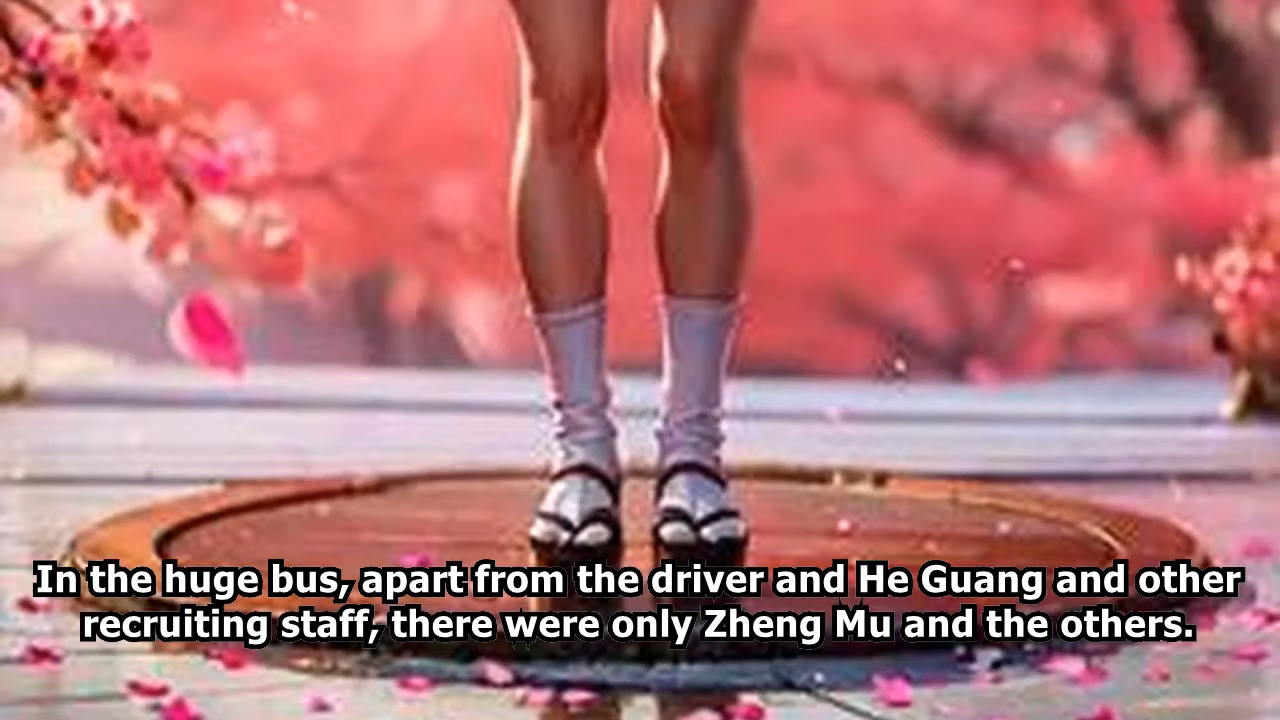 In the huge bus, apart from the driver and He Guang and other
recruiting staff, there were only Zheng Mu and the others.